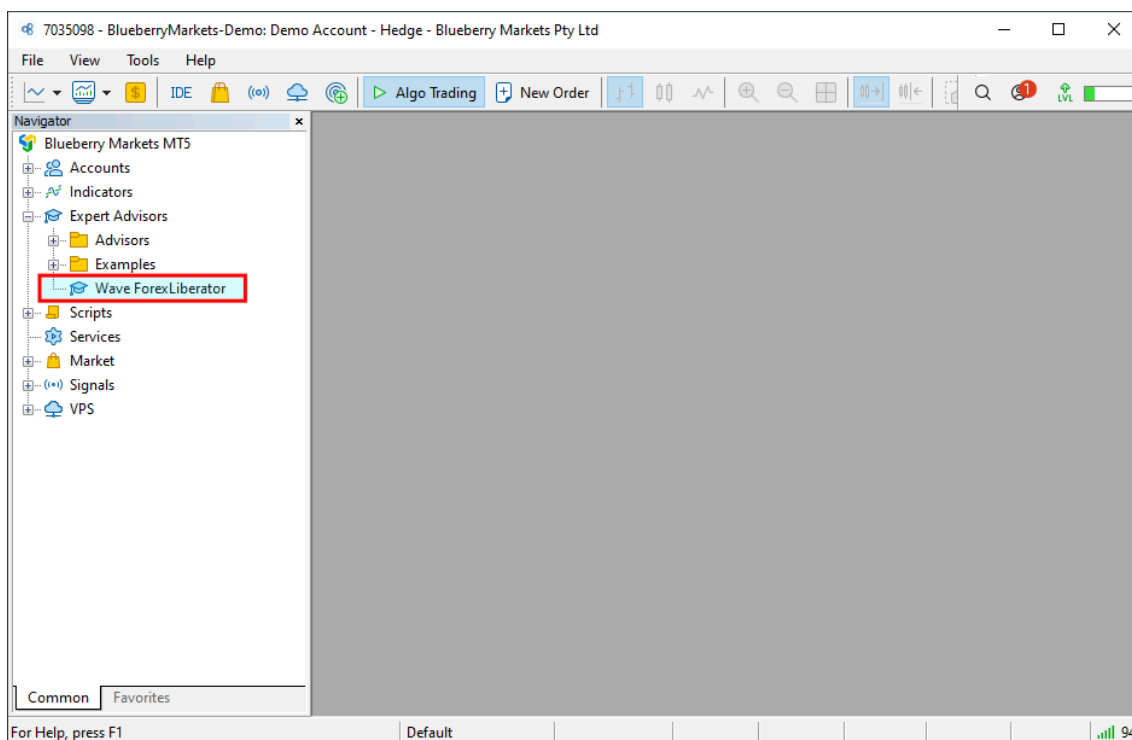 7035098 - BlueberryMarkets-Demo: Demo Account - Hedge - Blueberry Markets Pty Ltd
File View Tools Help
$ IDE Algo Trading New Order 1 LVL
Navigator
Blueberry Markets MT5
Accounts
Indicators
Expert Advisors
Advisors
Examples
Wave ForexLiberator
Scripts
Services
Market
Signals
VPS
Common Favorites
For Help, press F1 Default 94